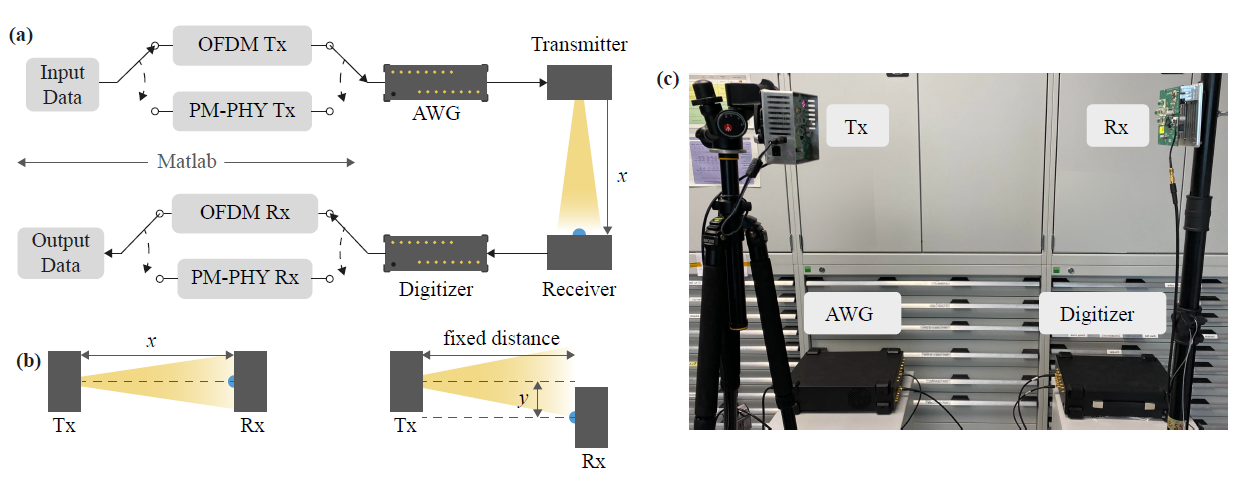 (a)
Input
Data
OFDM Tx
PM-PHY Tx
AWG
Transmitter
x
Matlab
Output
Data
OFDM Rx
PM-PHY Rx
Digitizer
Receiver
(b)
x
Tx
Rx
fixed distance
y
Tx
Rx
(c)
Tx
Rx
AWG
Digitizer